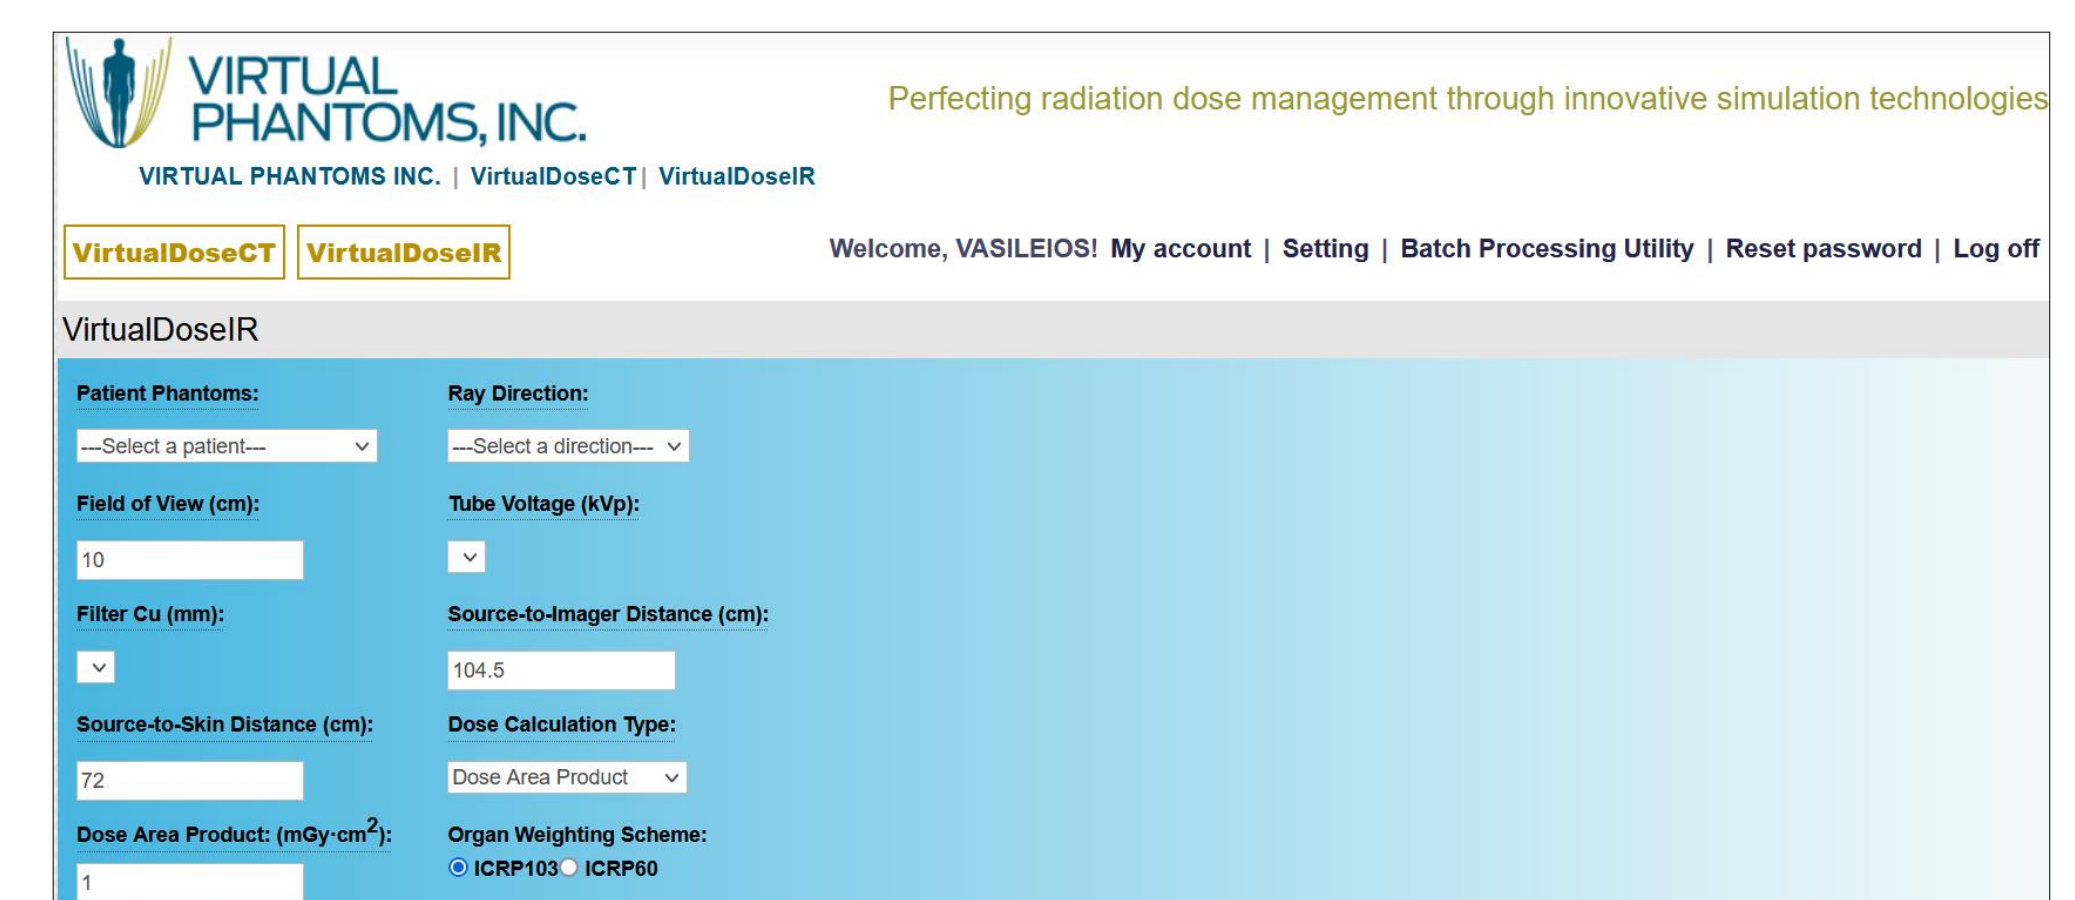 VIRTUAL
PHANTOMS, INC.
Perfecting radiation dose management through innovative simulation technologies
VIRTUAL PHANTOMS INC. | VirtualDoseCT | VirtualDoseIR
VirtualDoseCT VirtualDoseIR
Welcome, VASILEIOS! My account | Setting | Batch Processing Utility | Reset password | Log off
VirtualDoseIR
Patient Phantoms: Ray Direction:
---Select a patient--- ---Select a direction---
Field of View (cm): Tube Voltage (kVp):
10
Filter Cu (mm): Source-to-Imager Distance (cm):
104.5
Source-to-Skin Distance (cm): Dose Calculation Type:
72 Dose Area Product
Dose Area Product: (mGy·cm²): Organ Weighting Scheme:
1 ICRP103 ICRP60